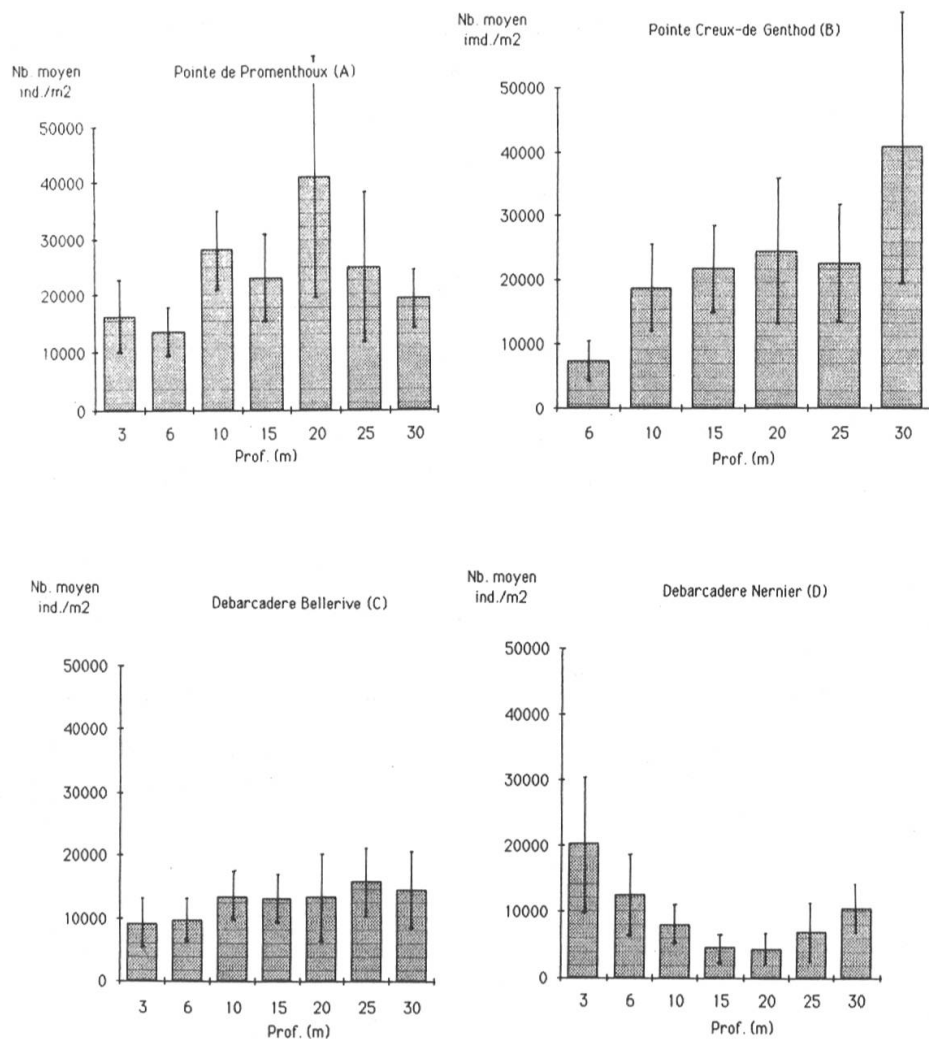 Nb. moyen
ind./m2
Pointe de Promenthoux (A)
50000
40000
30000
20000
10000
0
3 6 10 15 20 25 30
Prof. (m)
Nb. moyen
imd./m2
Pointe Creux-de Genthod (B)
50000
40000
30000
20000
10000
0
6 10 15 20 25 30
Prof. (m)
Nb. moyen
ind./m2
Debarcadere Bellerive (C)
50000
40000
30000
20000
10000
0
3 6 10 15 20 25 30
Prof. (m)
Nb. moyen
ind./m2
Debarcadere Nernier (D)
50000
40000
30000
20000
10000
0
3 6 10 15 20 25 30
Prof. (m)